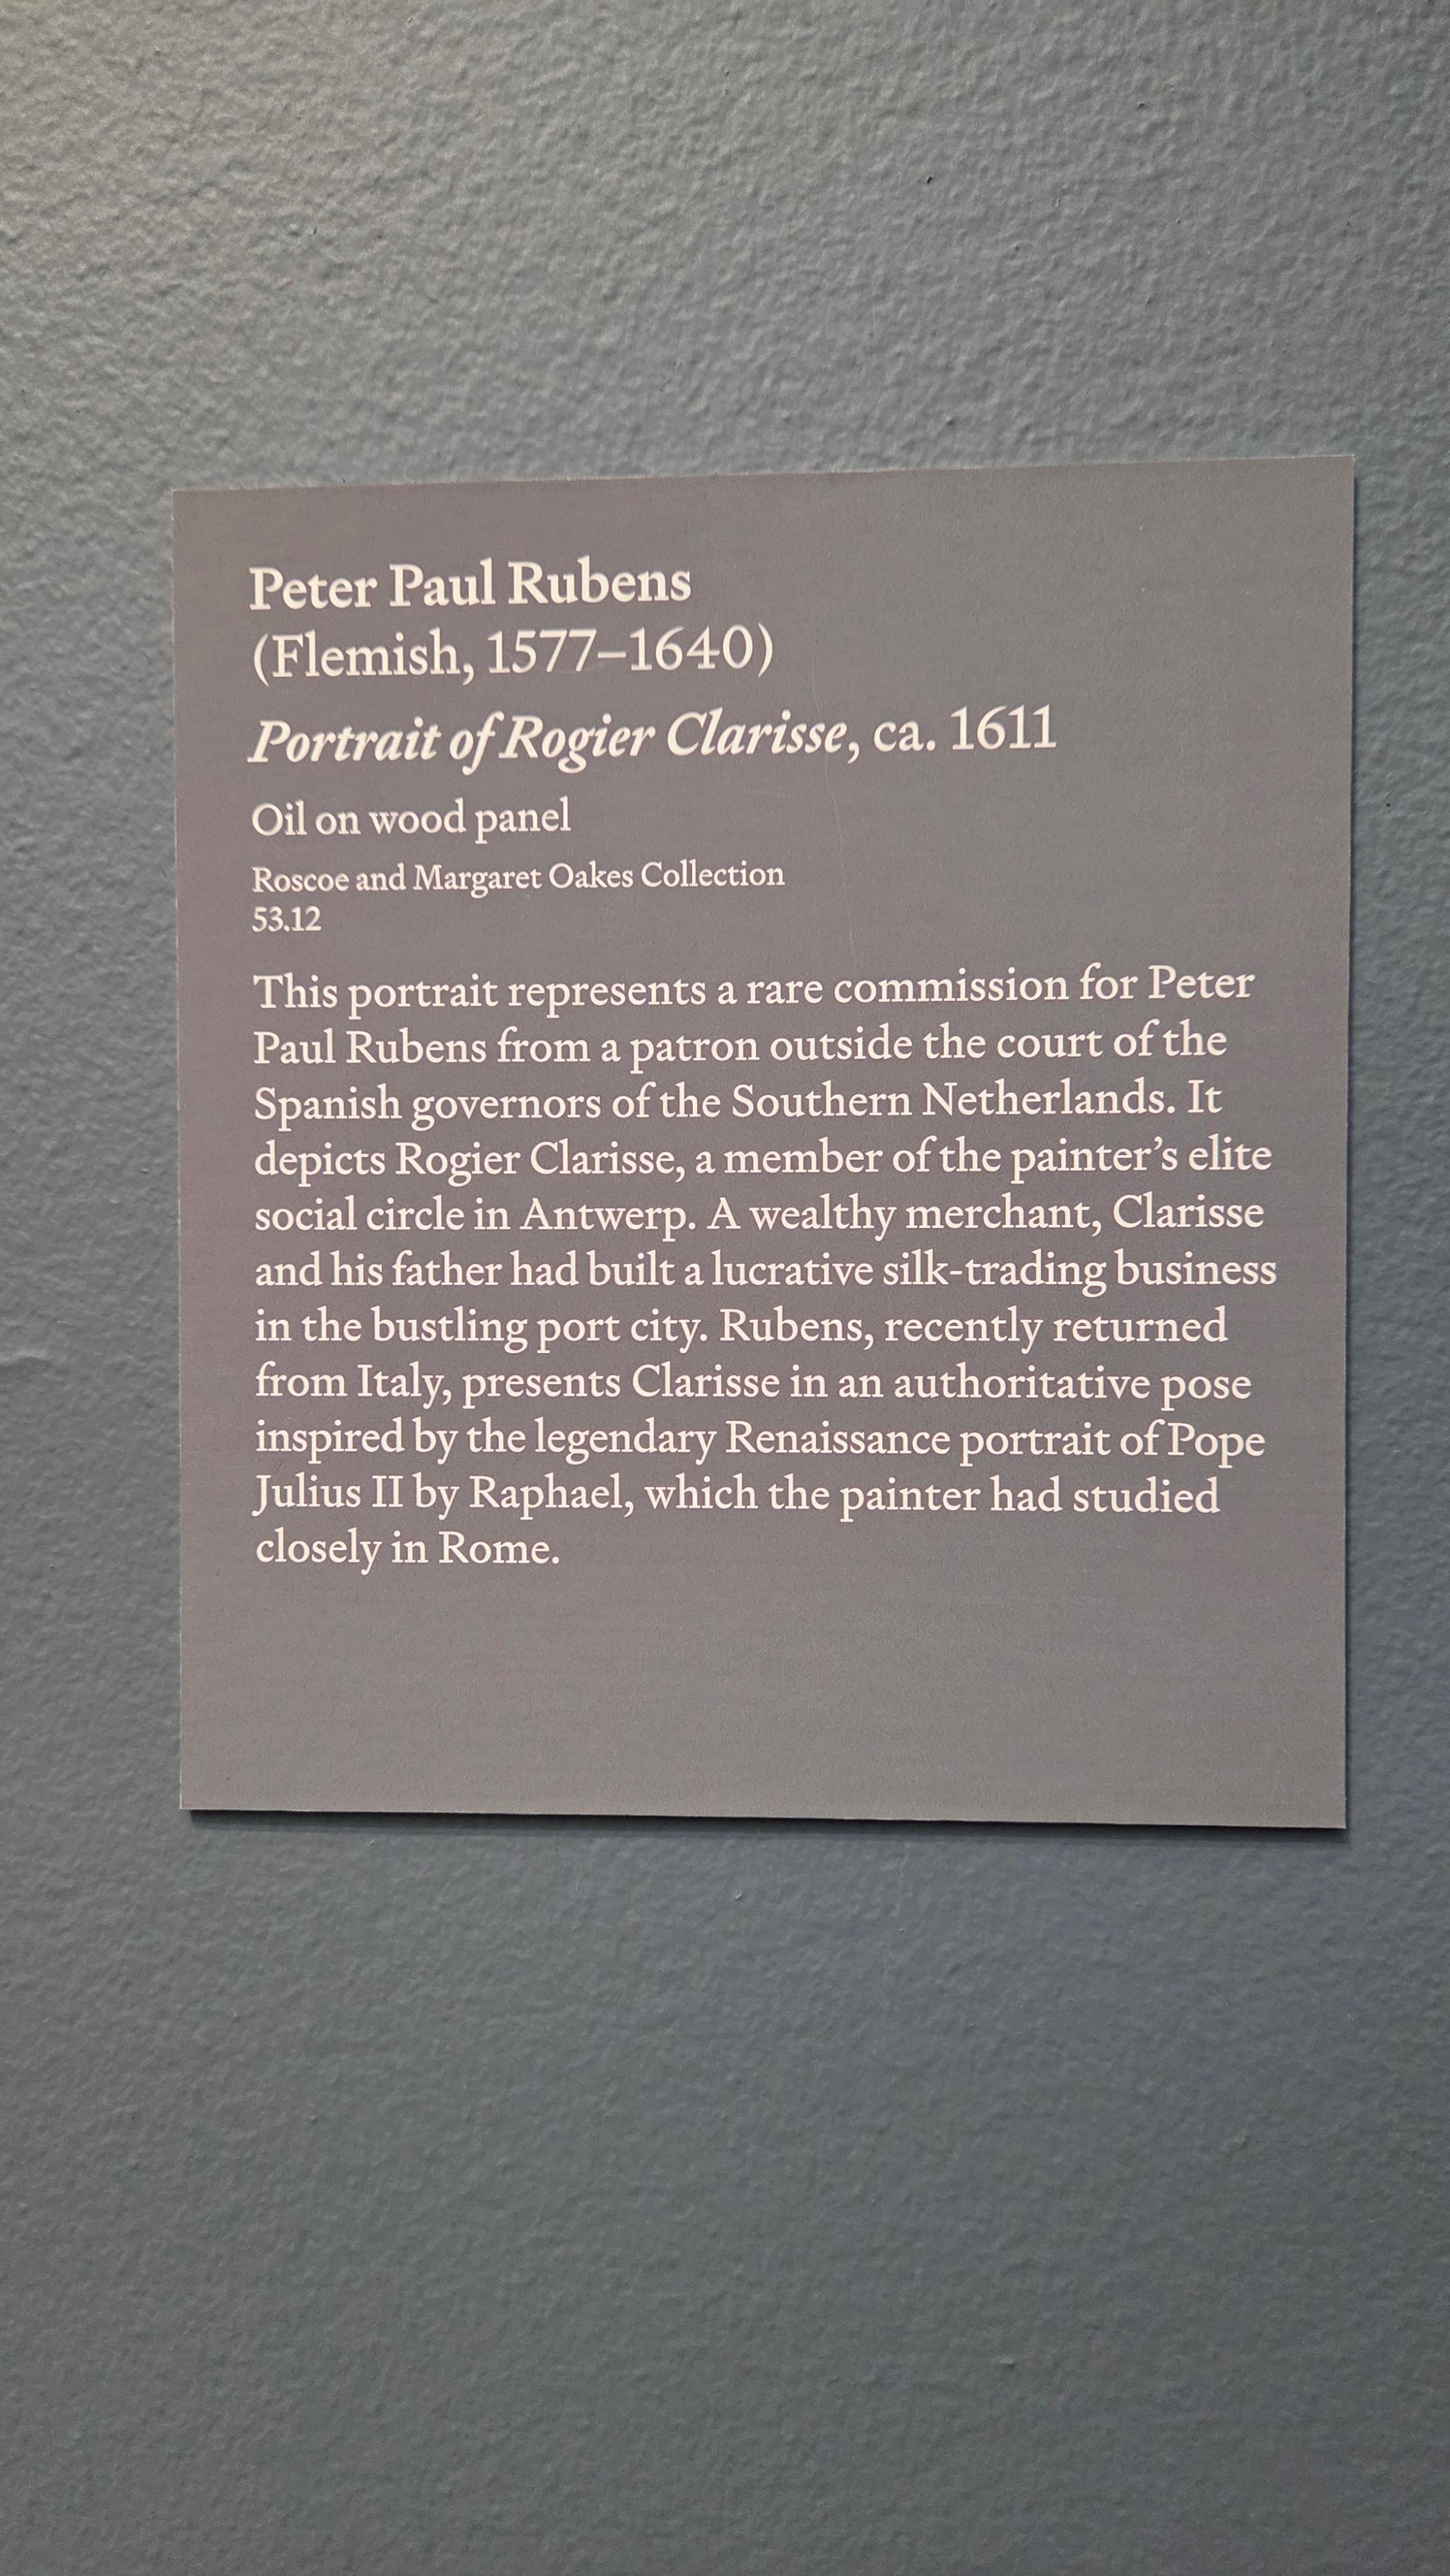 Peter Paul Rubens
(Flemish, 1577–1640)
Portrait of Rogier Clarisse, ca. 1611
Oil on wood panel
Roscoe and Margaret Oakes Collection
53.12
This portrait represents a rare commission for Peter
Paul Rubens from a patron outside the court of the
Spanish governors of the Southern Netherlands. It
depicts Rogier Clarisse, a member of the painter’s elite
social circle in Antwerp. A wealthy merchant, Clarisse
and his father had built a lucrative silk-trading business
in the bustling port city. Rubens, recently returned
from Italy, presents Clarisse in an authoritative pose
inspired by the legendary Renaissance portrait of Pope
Julius II by Raphael, which the painter had studied
closely in Rome.